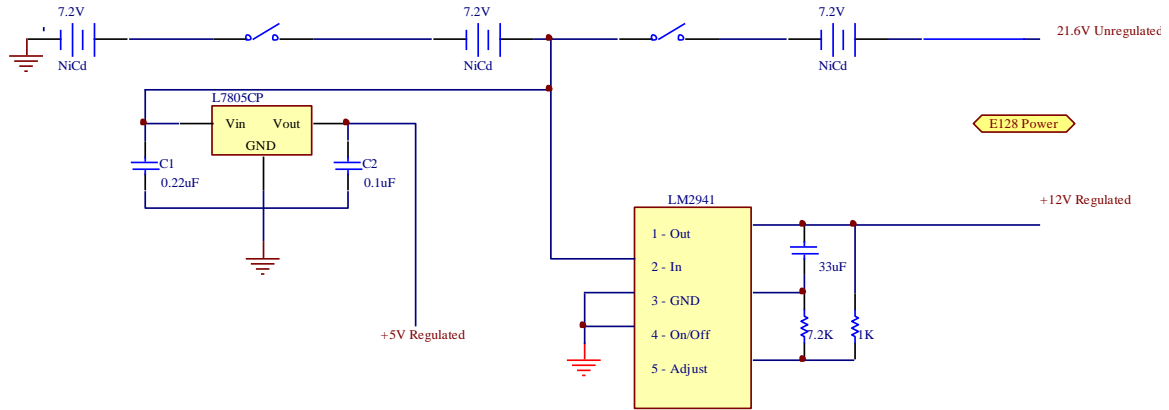 7.2V
7.2V
7.2V
21.6V Unregulated
NiCd
NiCd
NiCd
L7805CP
Vin
Vout
GND
E128 Power
C1
0.22uF
C2
0.1uF
LM2941
+12V Regulated
1 - Out
2 - In
33uF
3 - GND
4 - On/Off
7.2K
1K
+5V Regulated
5 - Adjust